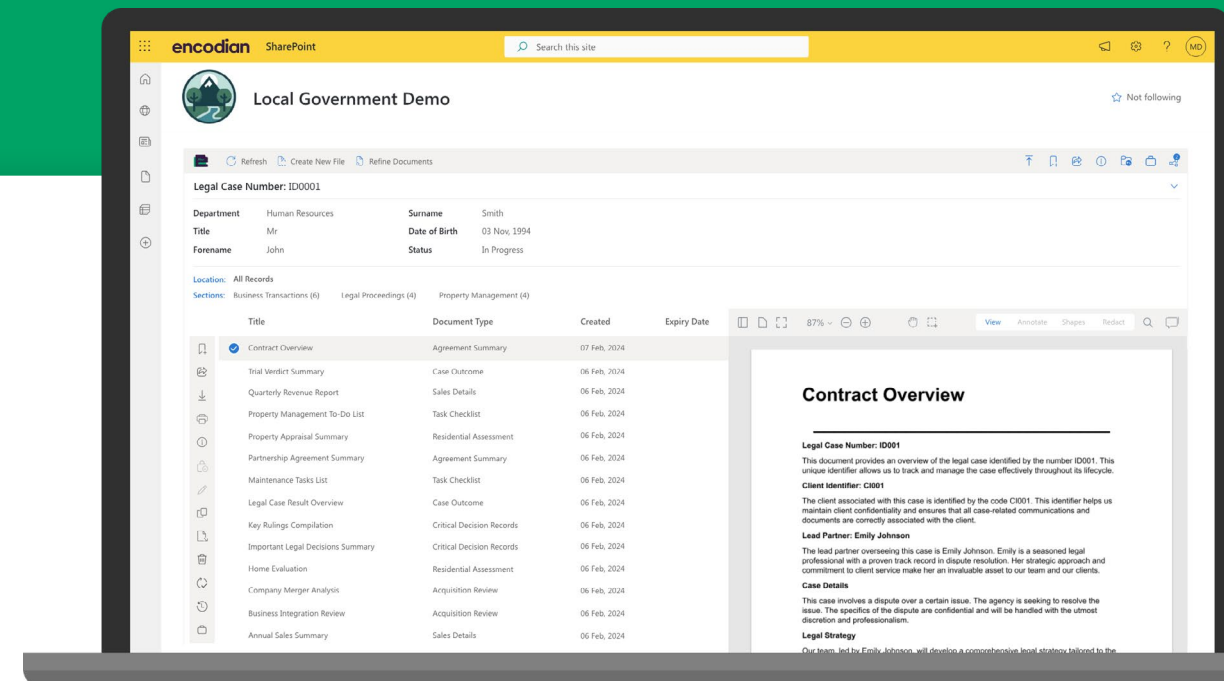 encodian SharePoint Search this site ? MD
Local Government Demo
Not following
Refresh Create New File Refine Documents
Legal Case Number: ID0001
Department Human Resources Surname Smith
Title Mr Date of Birth 03 Nov, 1994
Forename John Status In Progress
Location: All Records
Sections: Business Transactions (6) Legal Proceedings (4) Property Management (4)
Title Document Type Created Expiry Date
Contract Overview Agreement Summary 07 Feb, 2024
Trial Verdict Summary Case Outcome 06 Feb, 2024
Quarterly Revenue Report Sales Details 06 Feb, 2024
Property Management To-Do List Task Checklist 06 Feb, 2024
Property Appraisal Summary Residential Assessment 06 Feb, 2024
Partnership Agreement Summary Agreement Summary 06 Feb, 2024
Maintenance Tasks List Task Checklist 06 Feb, 2024
Legal Case Result Overview Case Outcome 06 Feb, 2024
Key Rulings Compilation Critical Decision Records 06 Feb, 2024
Important Legal Decisions Summary Critical Decision Records 06 Feb, 2024
Home Evaluation Residential Assessment 06 Feb, 2024
Company Merger Analysis Acquisition Review 06 Feb, 2024
Business Integration Review Acquisition Review 06 Feb, 2024
Annual Sales Summary Sales Details 06 Feb, 2024
87% View Annotate Shapes Redact
Contract Overview
Legal Case Number: ID001
This document provides an overview of the legal case identified by the number ID001. This
unique identifier allows us to track and manage the case effectively throughout its lifecycle.
Client Identifier: CI001
The client associated with this case is identified by the code CI001. This identifier helps us
maintain client confidentiality and ensures that all case-related communications and
documents are correctly associated with the client.
Lead Partner: Emily Johnson
The lead partner overseeing this case is Emily Johnson. Emily is a seasoned legal
professional with a proven track record in dispute resolution. Her strategic approach and
commitment to client service make her an invaluable asset to our team and our clients.
Case Details
This case involves a dispute over a certain issue. The agency is seeking to resolve the
issue. The specifics of the dispute are confidential and will be handled with the utmost
discretion and professionalism.
Legal Strategy
Our team, led by Emily Johnson, will develop a comprehensive legal strategy tailored to the